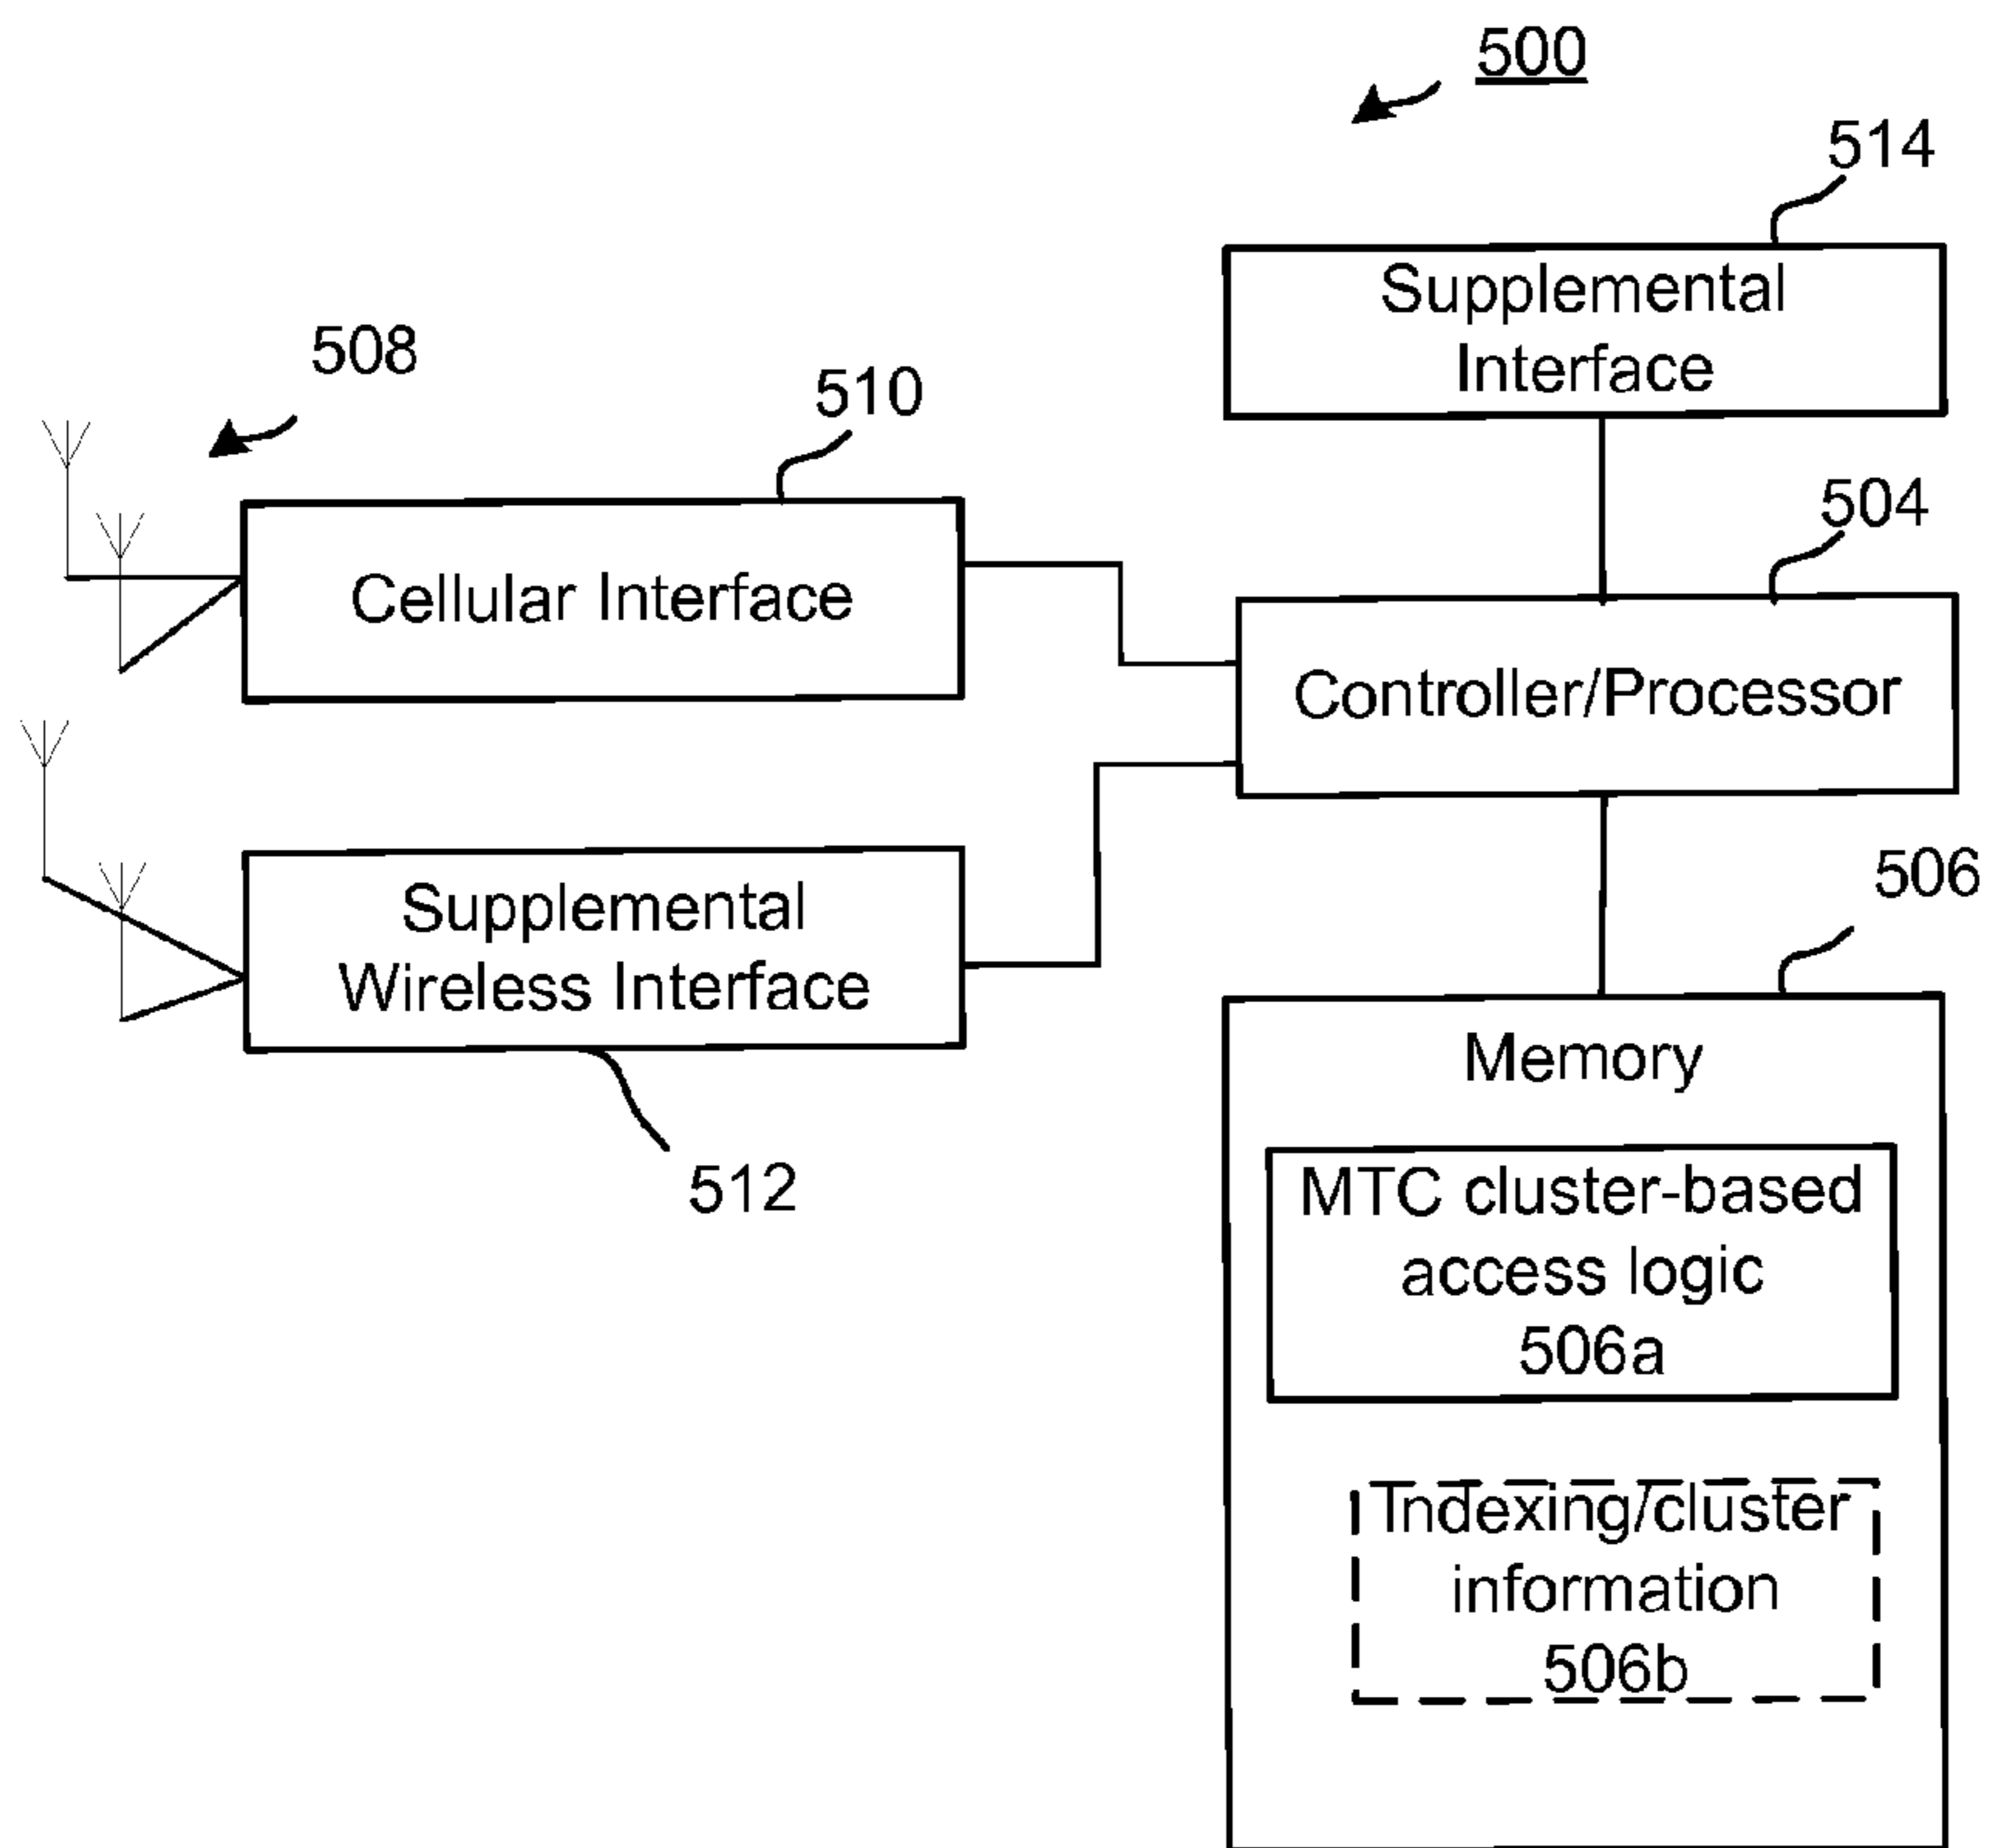 500
514
Supplemental
Interface
508
510
504
Cellular Interface
Controller/Processor
506
Supplemental
Wireless Interface
512
Memory
MTC cluster-based
access logic
506a
Indexing/cluster
information
506b